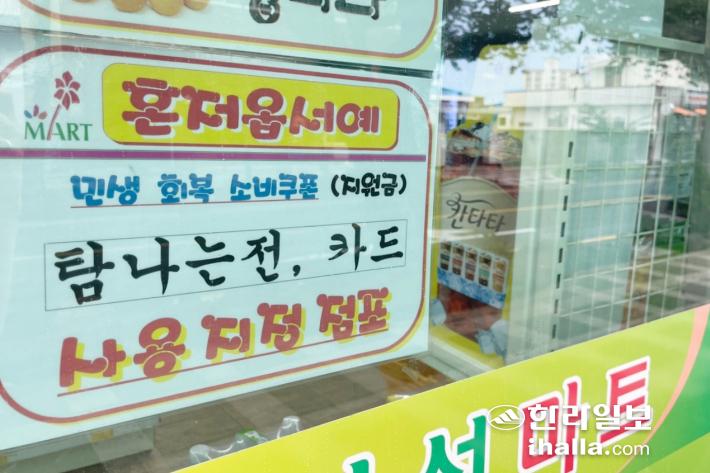 MART
혼저옵서예
민생 회복 소비쿠폰 (지원금)
탐나는전, 카드
사용 지정 점포
칸타타
마트
한라일보
ihalla.com